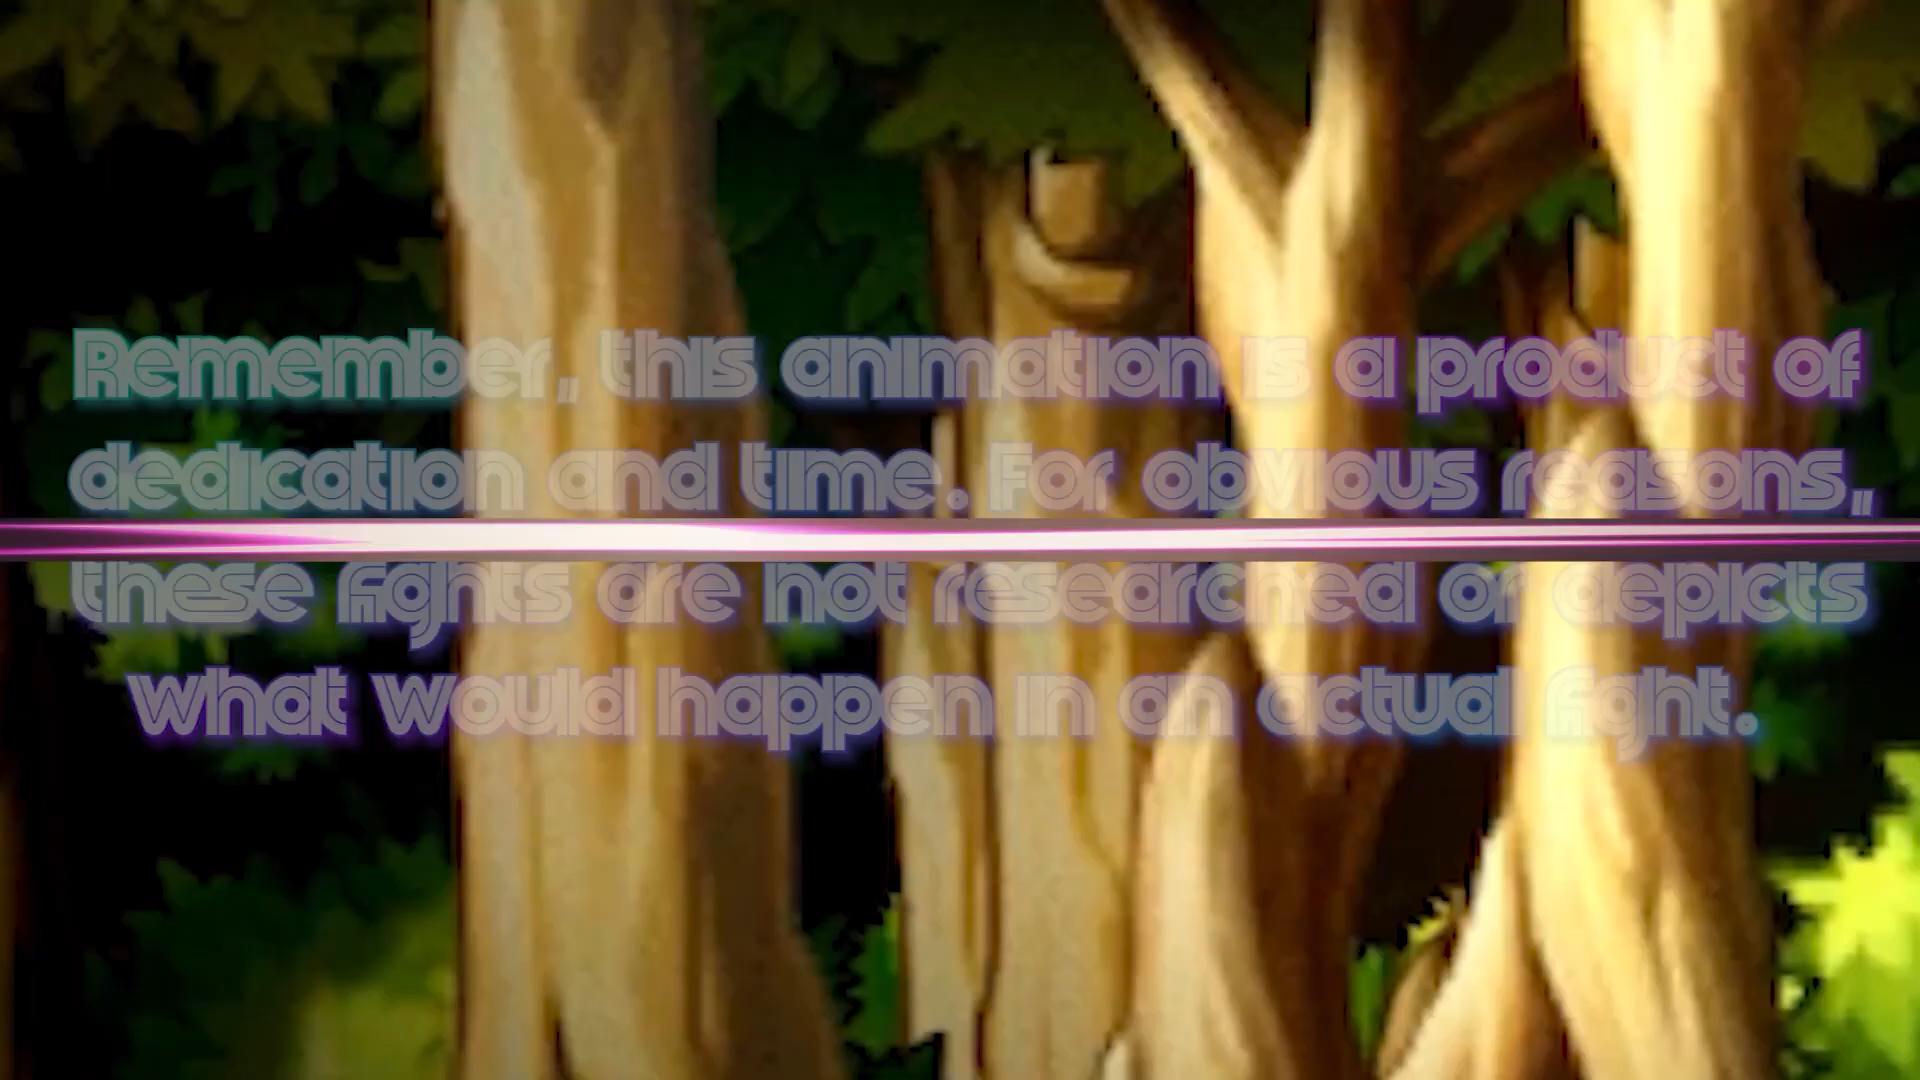 Remember, this animation is a product of
dedication and time. For obvious reasons,
these fights are not researched or depicts
what would happen in an actual fight.